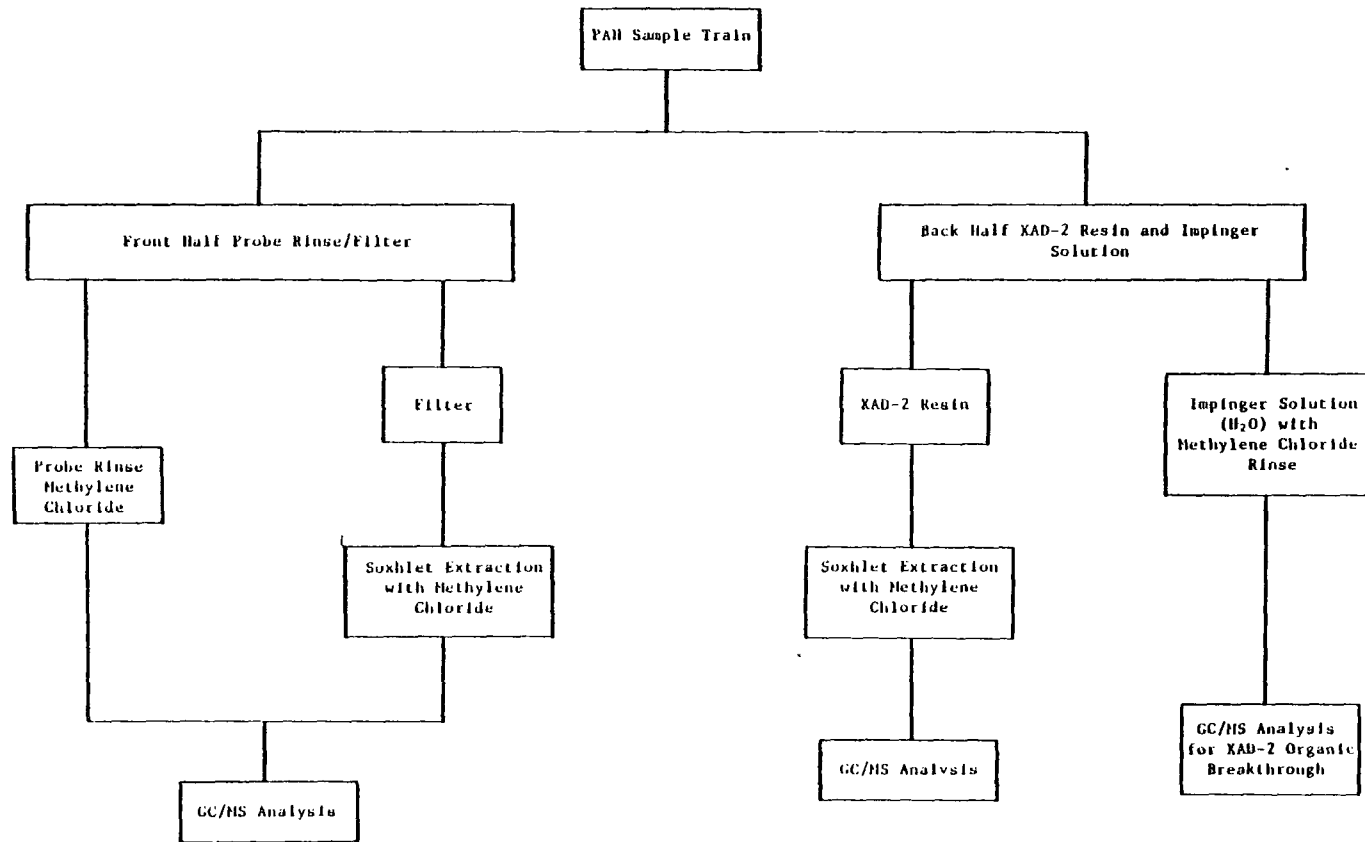 PAH Sample Train
Front Half Probe Rinse/Filter
Back Half XAD-2 Resin and Impinger
Solution
Filter
XAD-2 Resin
Impinger Solution
(H₂O) with
Methylene Chloride
Rinse
Probe Rinse
Methylene
Chloride
Soxhlet Extraction
with Methylene
Chloride
Soxhlet Extraction
with Methylene
Chloride
GC/MS Analysis
GC/MS Analysis
GC/MS Analysis
for XAD-2 Organic
Breakthrough